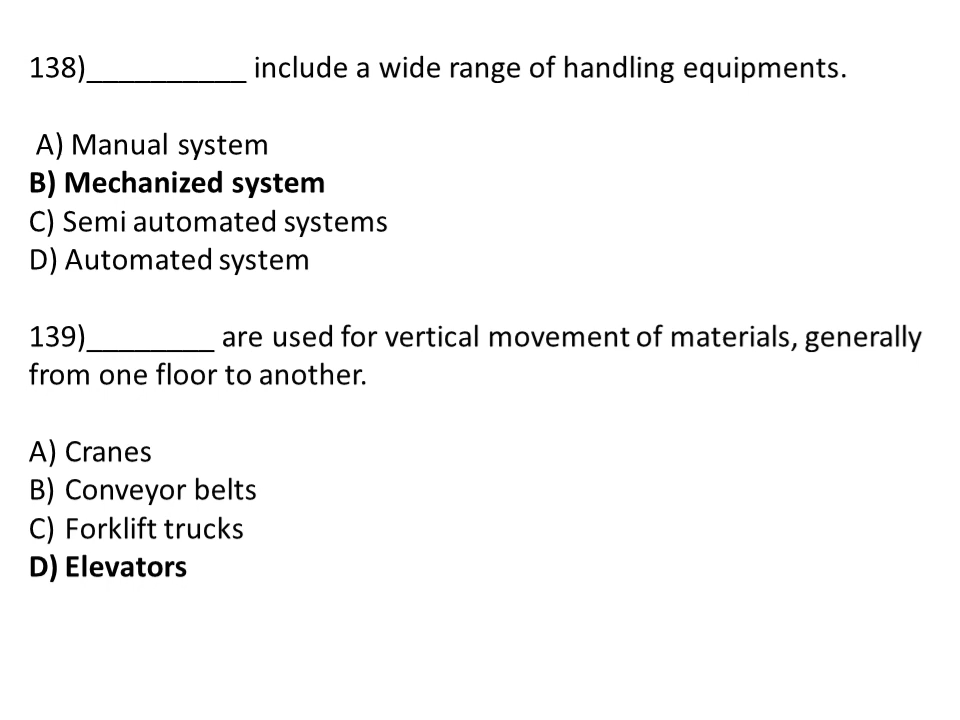 138)__________ include a wide range of handling equipments.
A) Manual system
B) Mechanized system
C) Semi automated systems
D) Automated system
139)________ are used for vertical movement of materials, generally
from one floor to another.
A) Cranes
B) Conveyor belts
C) Forklift trucks
D) Elevators